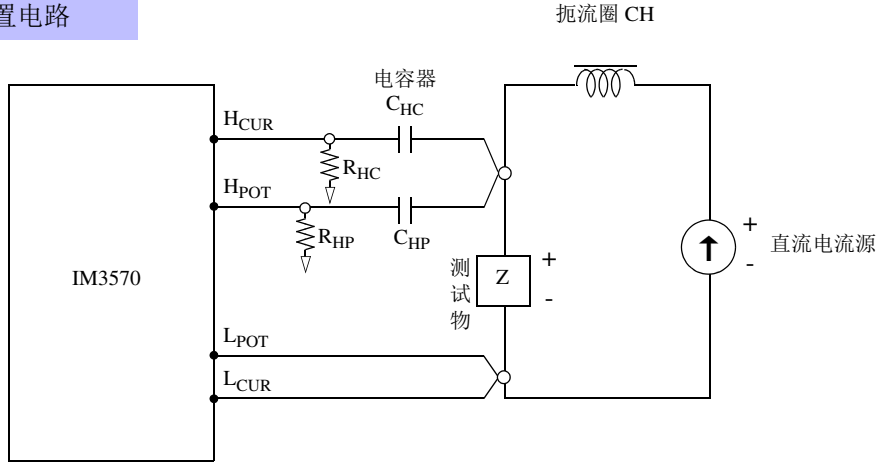 置电路
扼流圈 CH
电容器
CHC
HCUR
RHC
HPOT
RHP
CHP
IM3570
测试物
Z
+
-
+
-
直流电流源
LPOT
LCUR